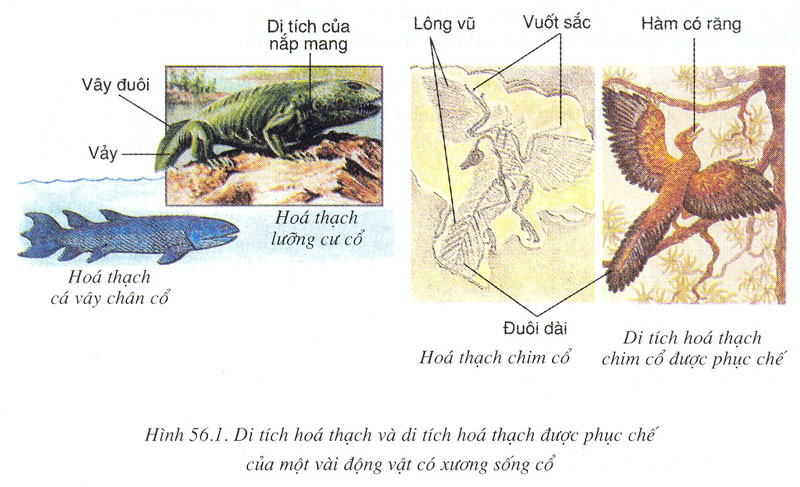 Di tích của
nắp mang
Vây đuôi
Vảy
Hoá thạch
lưỡng cư cổ
Hoá thạch
cá vây chân cổ
Lông vũ
Vuốt sắc
Hàm có răng
Đuôi dài
Hoá thạch chim cổ
Di tích hoá thạch
chim cổ được phục chế
Hình 56.1. Di tích hoá thạch và di tích hoá thạch được phục chế
của một vài động vật có xương sống cổ